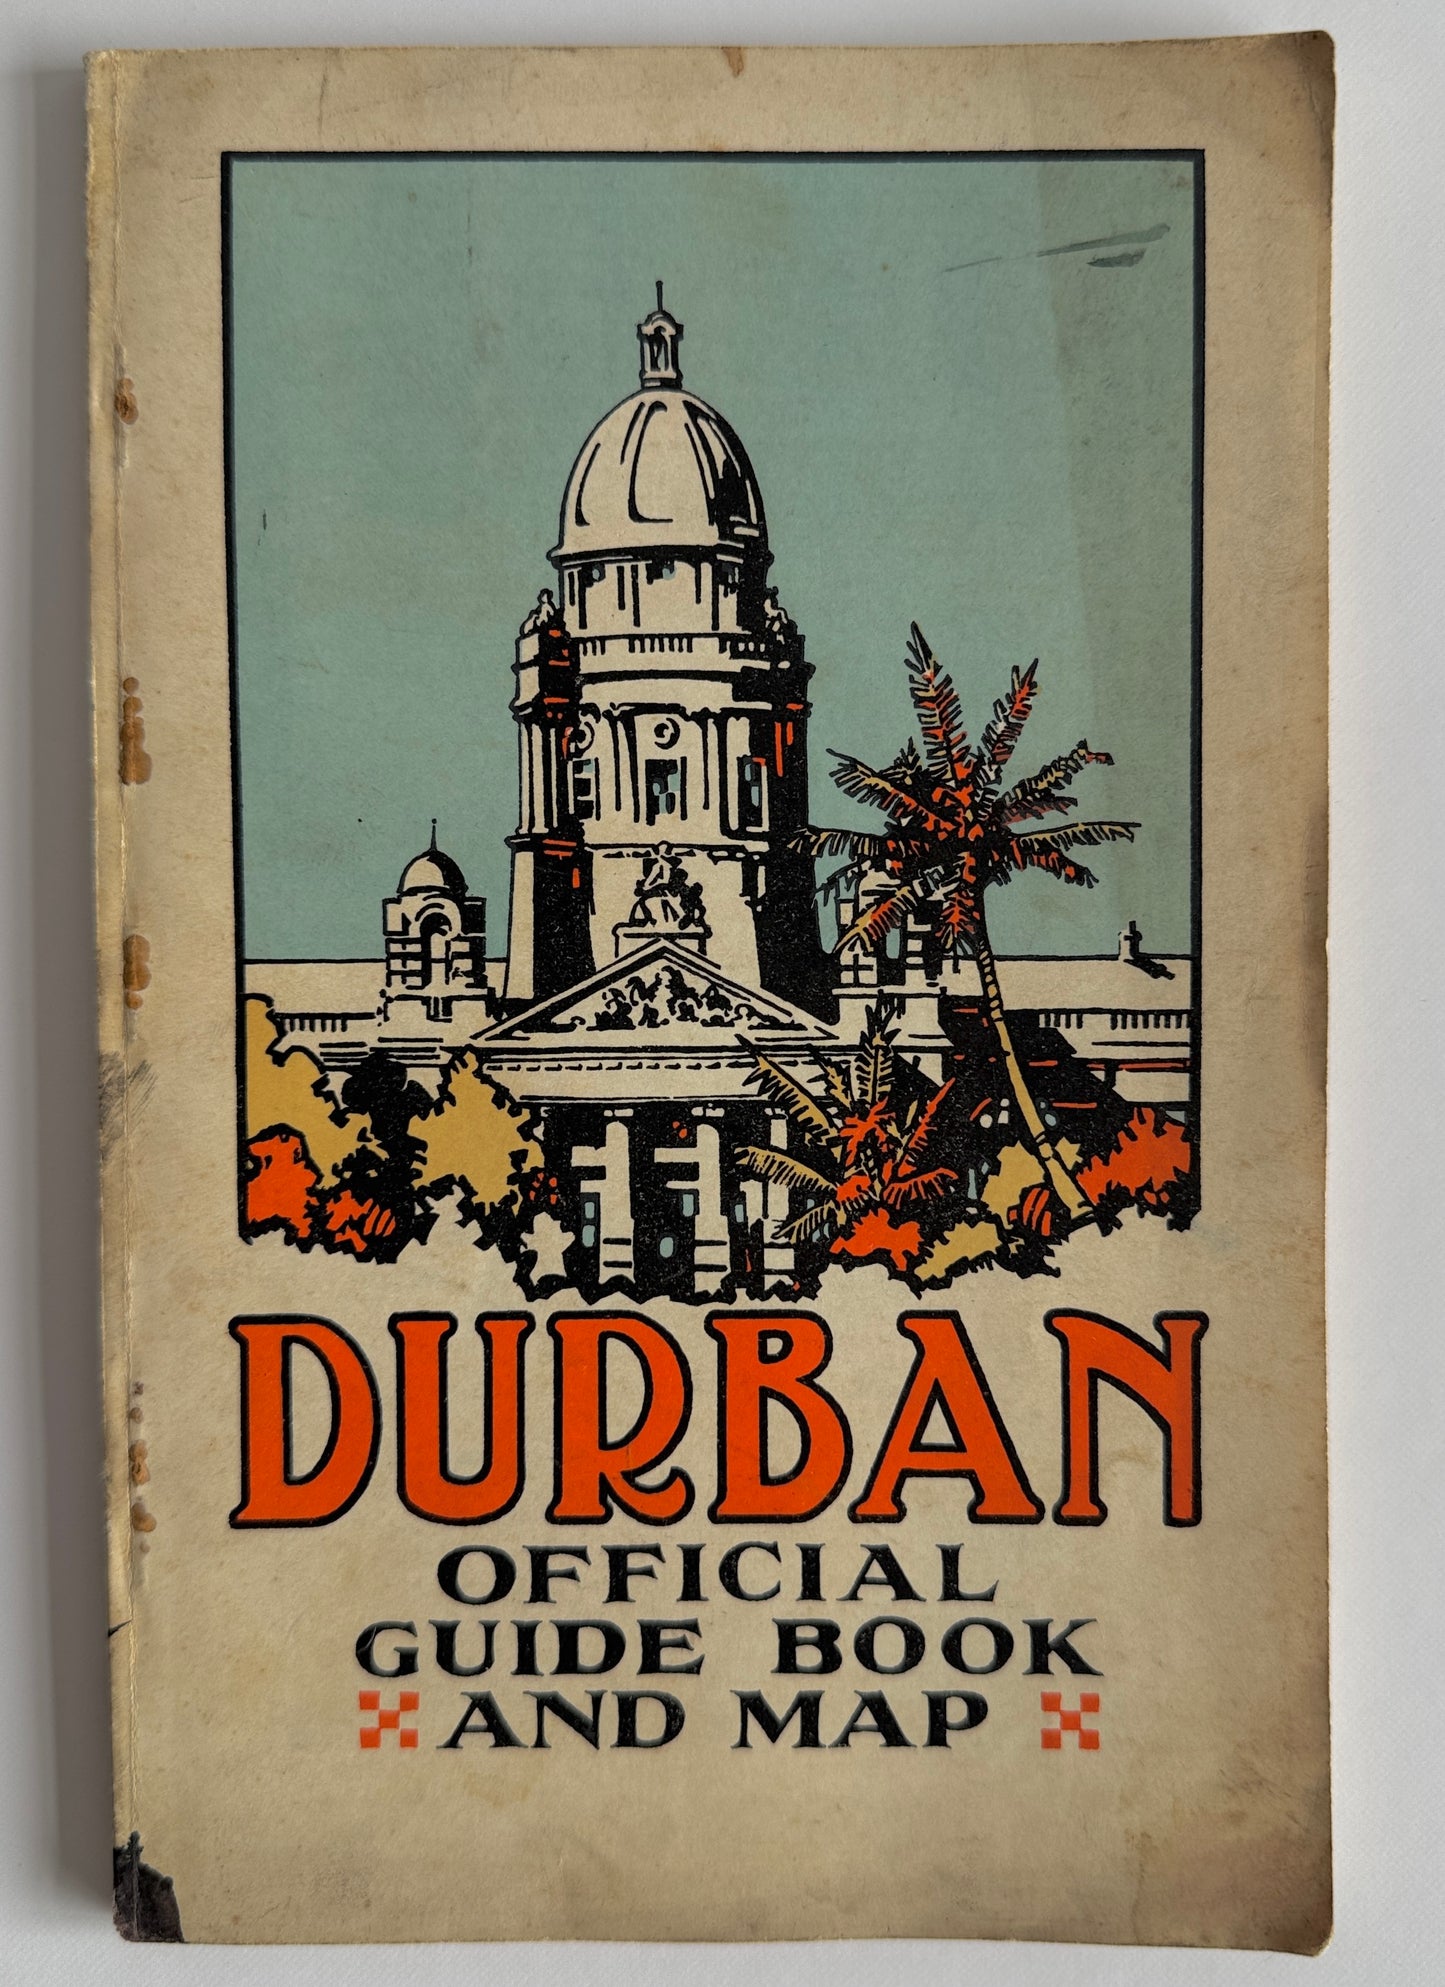 DURBAN
OFFICIAL
GUIDE BOOK
AND MAP